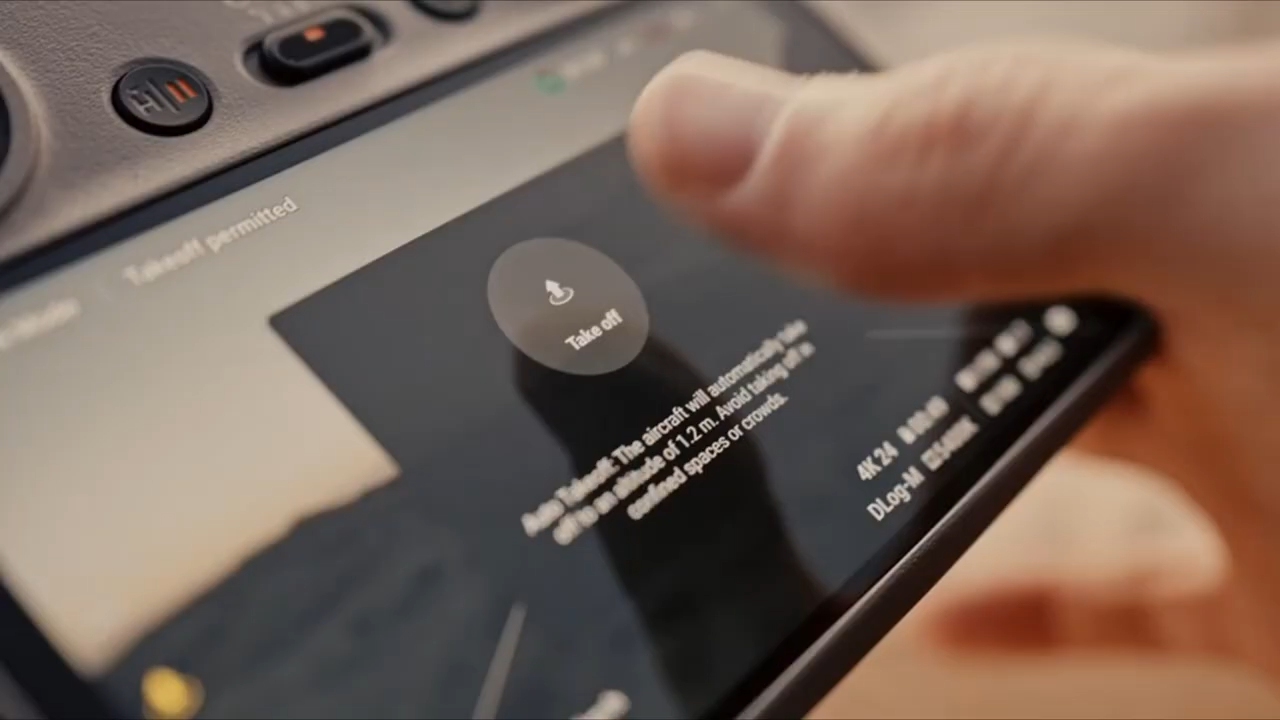 Takeoff permitted
Take off
Auto Takeoff: The aircraft will automatically take
off to an altitude of 1.2 m. Avoid taking off in
confined spaces or crowds.
4K 24
DLog-M